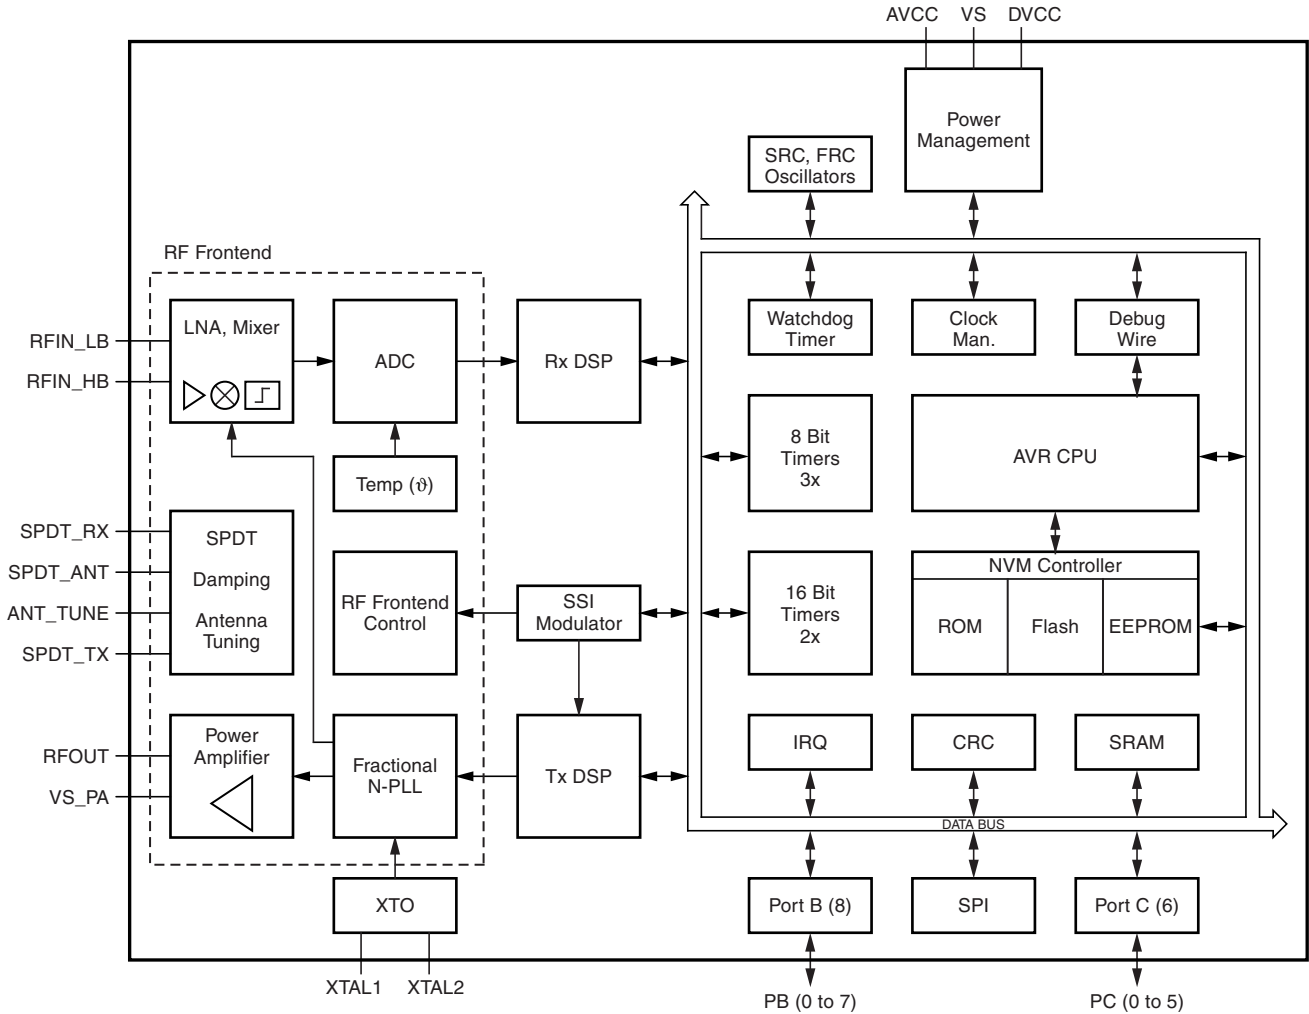 AVCC VS DVCC
Power
Management
SRC, FRC
Oscillators
RF Frontend
LNA, Mixer
ADC
Rx DSP
Watchdog
Timer
Clock
Man.
Debug
Wire
RFIN_LB
RFIN_HB
8 Bit
Timers
3x
AVR CPU
Temp (ϑ)
SPDT_RX
SPDT_ANT
ANT_TUNE
SPDT_TX
SPDT
Damping
Antenna
Tuning
RF Frontend
Control
SSI
Modulator
16 Bit
Timers
2x
NVM Controller
ROM
Flash
EEPROM
RFOUT
VS_PA
Power
Amplifier
Fractional
N-PLL
Tx DSP
IRQ
CRC
SRAM
DATA BUS
XTO
Port B (8)
SPI
Port C (6)
XTAL1 XTAL2
PB (0 to 7)
PC (0 to 5)